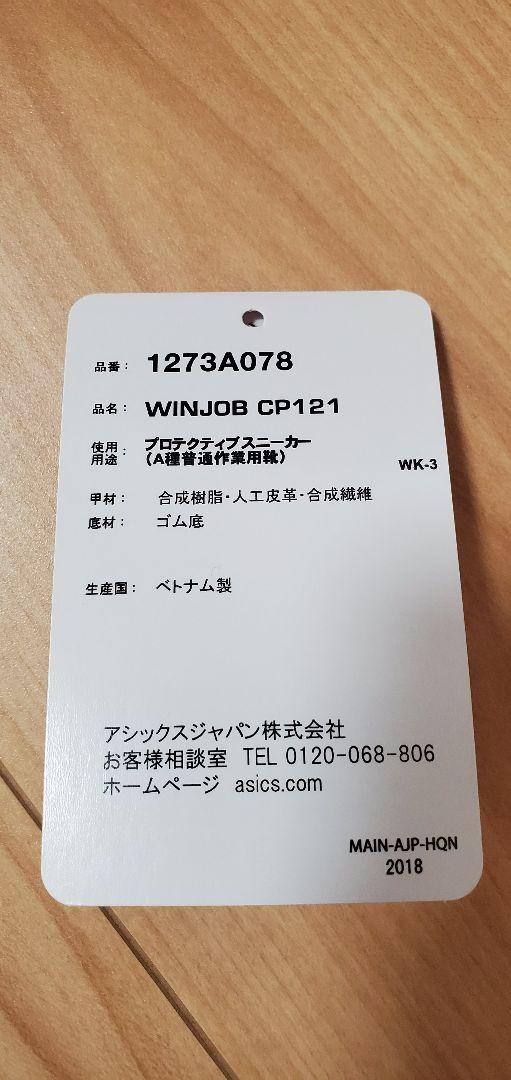 品番： 1273A078
品名： WINJOB CP121
使用用途： プロテクティブスニーカー
(A種普通作業用靴)
WK-3
甲材： 合成樹脂・人工皮革・合成繊維
底材： ゴム底
生産国： ベトナム製
アシックスジャパン株式会社
お客様相談室 TEL 0120-068-806
ホームページ asics.com
MAIN-AJP-HQN
2018